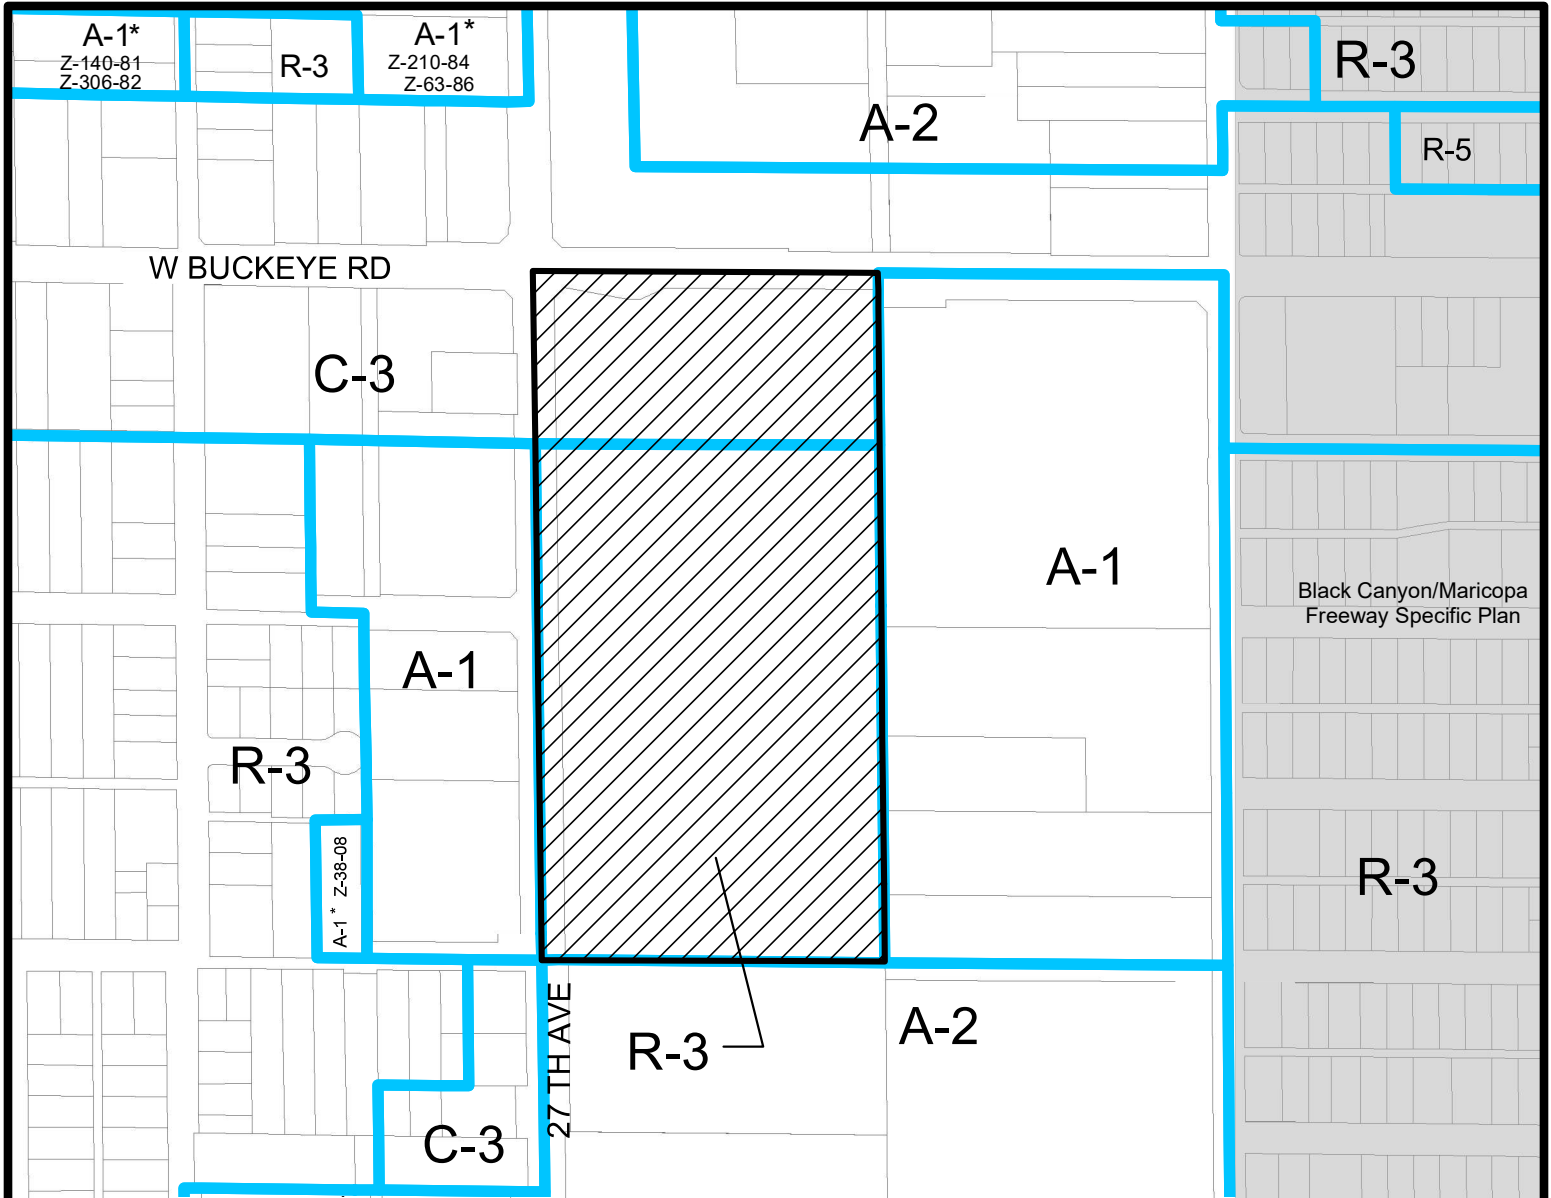 A-1*
Z-140-81
Z-306-82
R-3
A-1*
Z-210-84
Z-63-86
A-2
R-3
R-5
W BUCKEYE RD
C-3
A-1
A-1
Black Canyon/Maricopa
Freeway Specific Plan
R-3
A-1 * Z-38-08
R-3
27 TH AVE
R-3
A-2
C-3